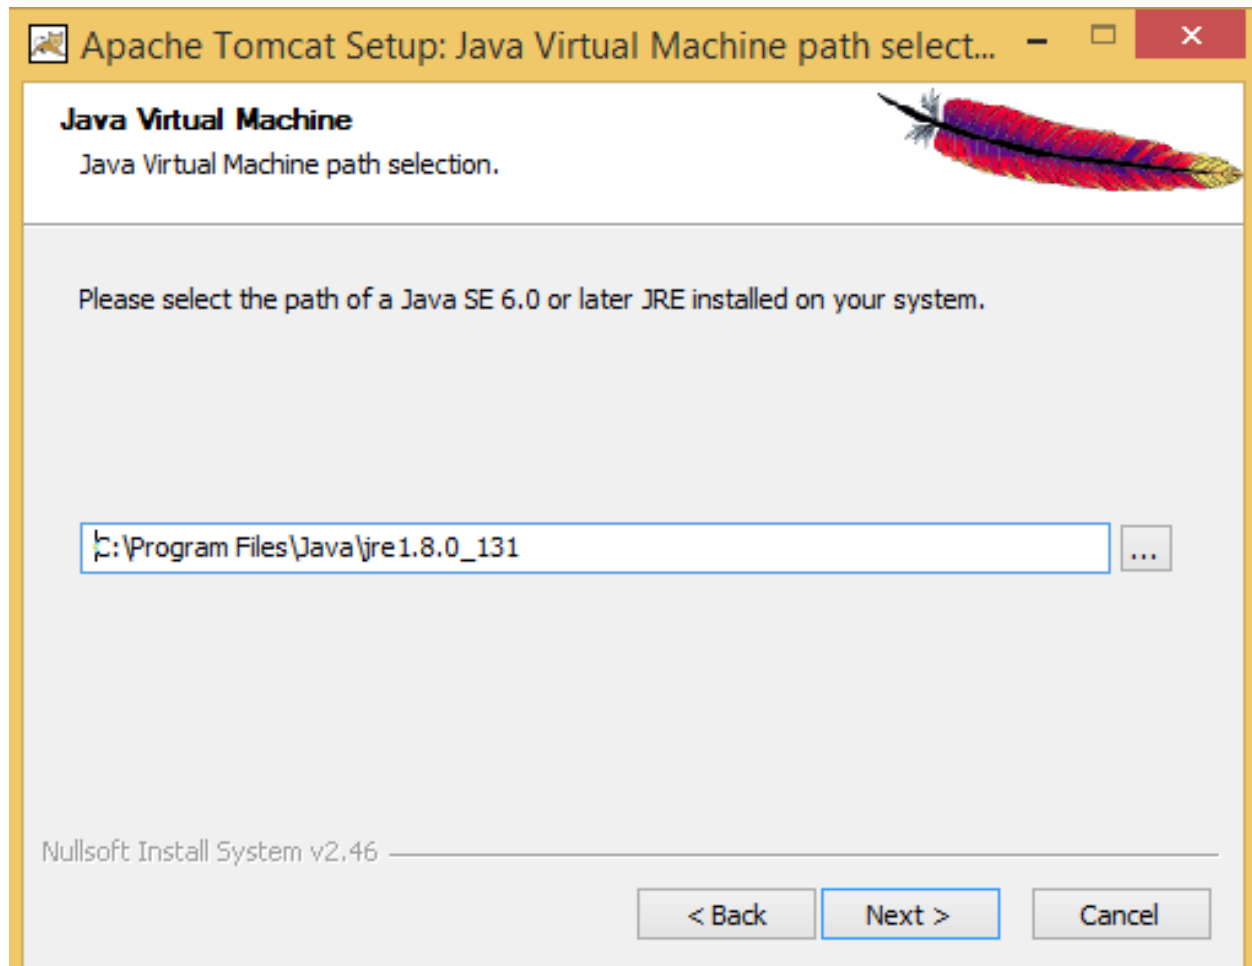 Apache Tomcat Setup: Java Virtual Machine path select...
Java Virtual Machine
Java Virtual Machine path selection.
Please select the path of a Java SE 6.0 or later JRE installed on your system.
C:\Program Files\Java\jre1.8.0_131
...
Nullsoft Install System v2.46
< Back Next > Cancel